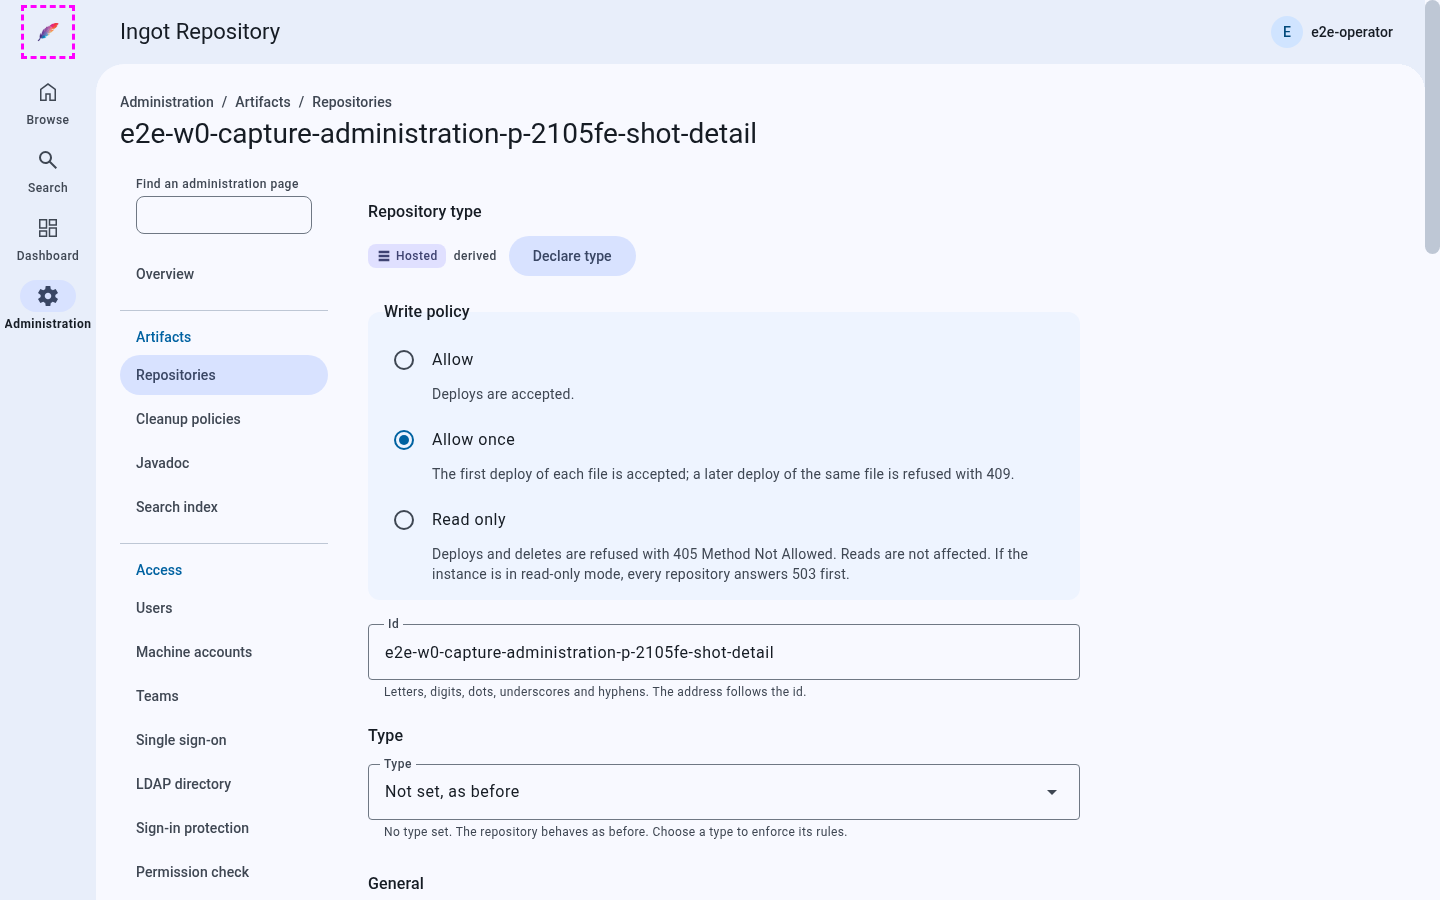 Ingot Repository
E
e2e-operator
Browse
Search
Dashboard
Administration
Administration / Artifacts / Repositories
e2e-w0-capture-administration-p-2105fe-shot-detail
Find an administration page
Overview
Artifacts
Repositories
Cleanup policies
Javadoc
Search index
Access
Users
Machine accounts
Teams
Single sign-on
LDAP directory
Sign-in protection
Permission check
Repository type
Hosted derived Declare type
Write policy
Allow
Deploys are accepted.
Allow once
The first deploy of each file is accepted; a later deploy of the same file is refused with 409.
Read only
Deploys and deletes are refused with 405 Method Not Allowed. Reads are not affected. If the
instance is in read-only mode, every repository answers 503 first.
Id
e2e-w0-capture-administration-p-2105fe-shot-detail
Letters, digits, dots, underscores and hyphens. The address follows the id.
Type
Type
Not set, as before
No type set. The repository behaves as before. Choose a type to enforce its rules.
General